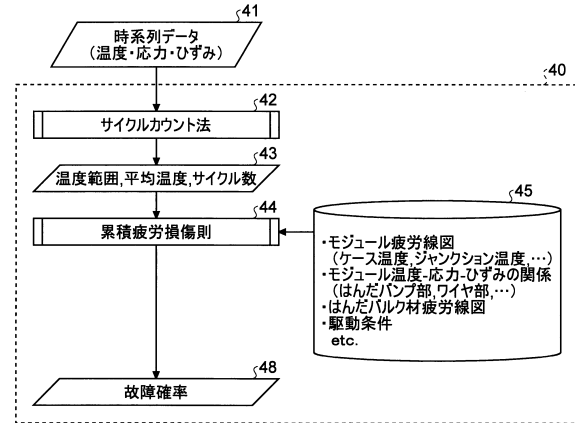 41
時系列データ
(温度・応力・ひずみ)
40
42
サイクルカウント法
43
温度範囲,平均温度,サイクル数
44
累積疲労損傷則
45
・モジュール疲労線図
(ケース温度,ジャンクション温度,…)
・モジュール温度-応力-ひずみの関係
(はんだバンプ部,ワイヤ部,…)
・はんだバルク材疲労線図
・駆動条件
etc.
48
故障確率